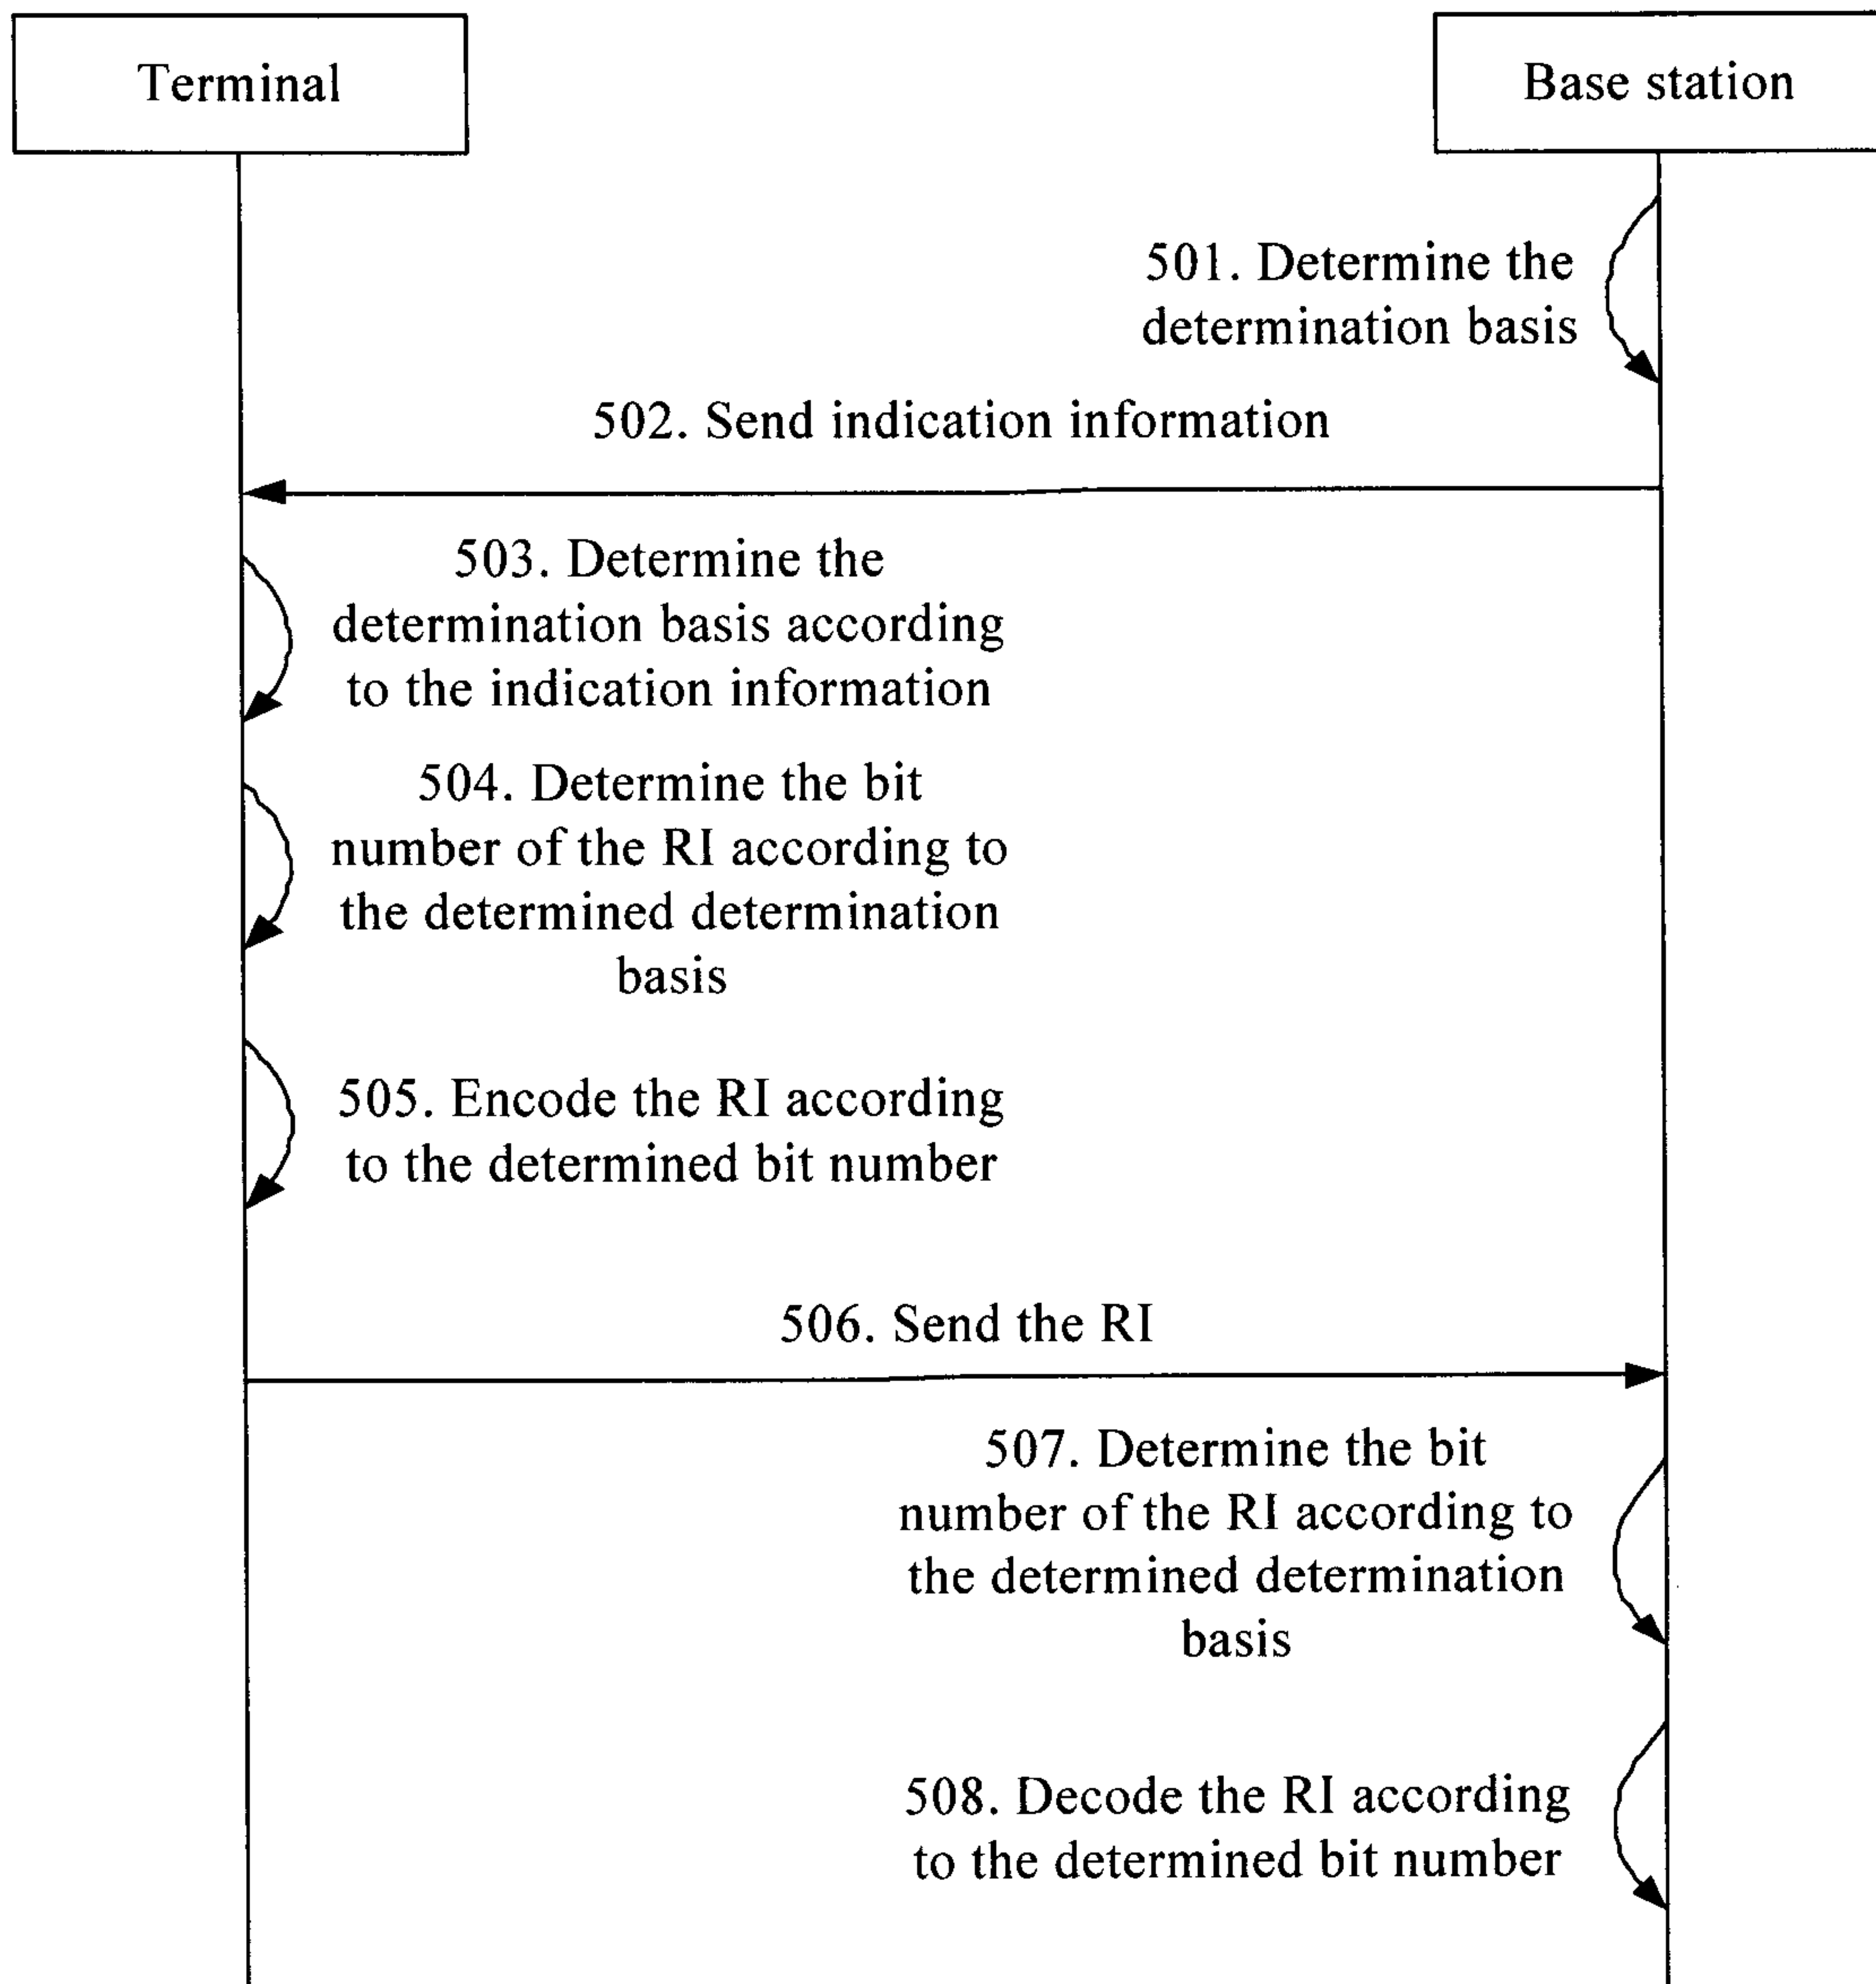 Terminal
Base station
501. Determine the
determination basis
502. Send indication information
503. Determine the
determination basis according
to the indication information
504. Determine the bit
number of the RI according to
the determined determination
basis
505. Encode the RI according
to the determined bit number
506. Send the RI
507. Determine the bit
number of the RI according to
the determined determination
basis
508. Decode the RI according
to the determined bit number